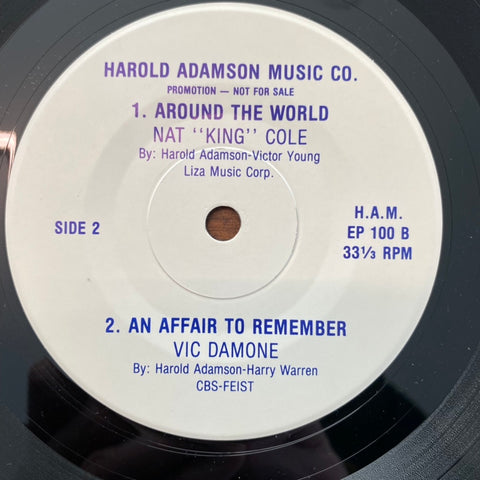 HAROLD ADAMSON MUSIC CO.
PROMOTION — NOT FOR SALE
1. AROUND THE WORLD
NAT "KING" COLE
By: Harold Adamson-Victor Young
Liza Music Corp.
SIDE 2
H.A.M.
EP 100 B
33⅓ RPM
2. AN AFFAIR TO REMEMBER
VIC DAMONE
By: Harold Adamson-Harry Warren
CBS-FEIST